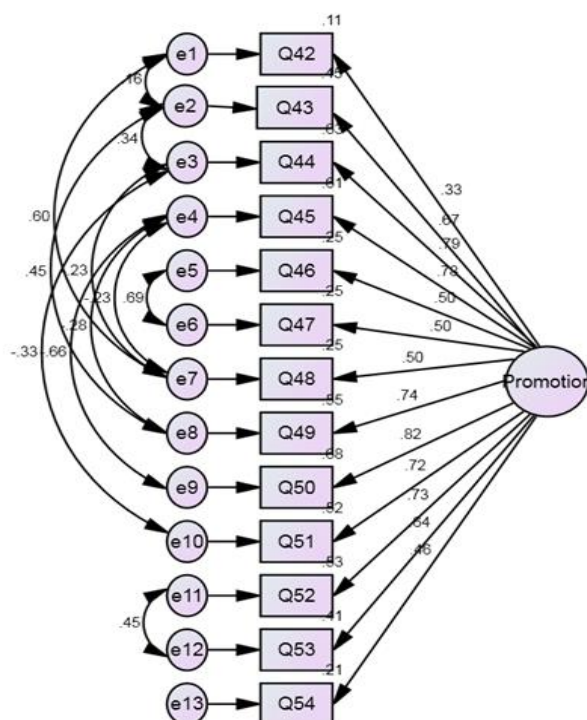 .11
e1 Q42
.45
.16
e2 Q43
.63
.34
e3 Q44
.61
.33
e4 Q45
.67
.60
.25
.79
e5 Q46
.78
.45 .23 -.23 .69
.25
.50
e6 Q47
.50
-.28
.25
-.33 .66
.50
e7 Q48
Promotion
.55
.74
e8 Q49
.82
.68
e9 Q50
.72
.52
.73
e10 Q51
.64
.53
.46
e11 Q52
.45
.41
e12 Q53
.21
e13 Q54